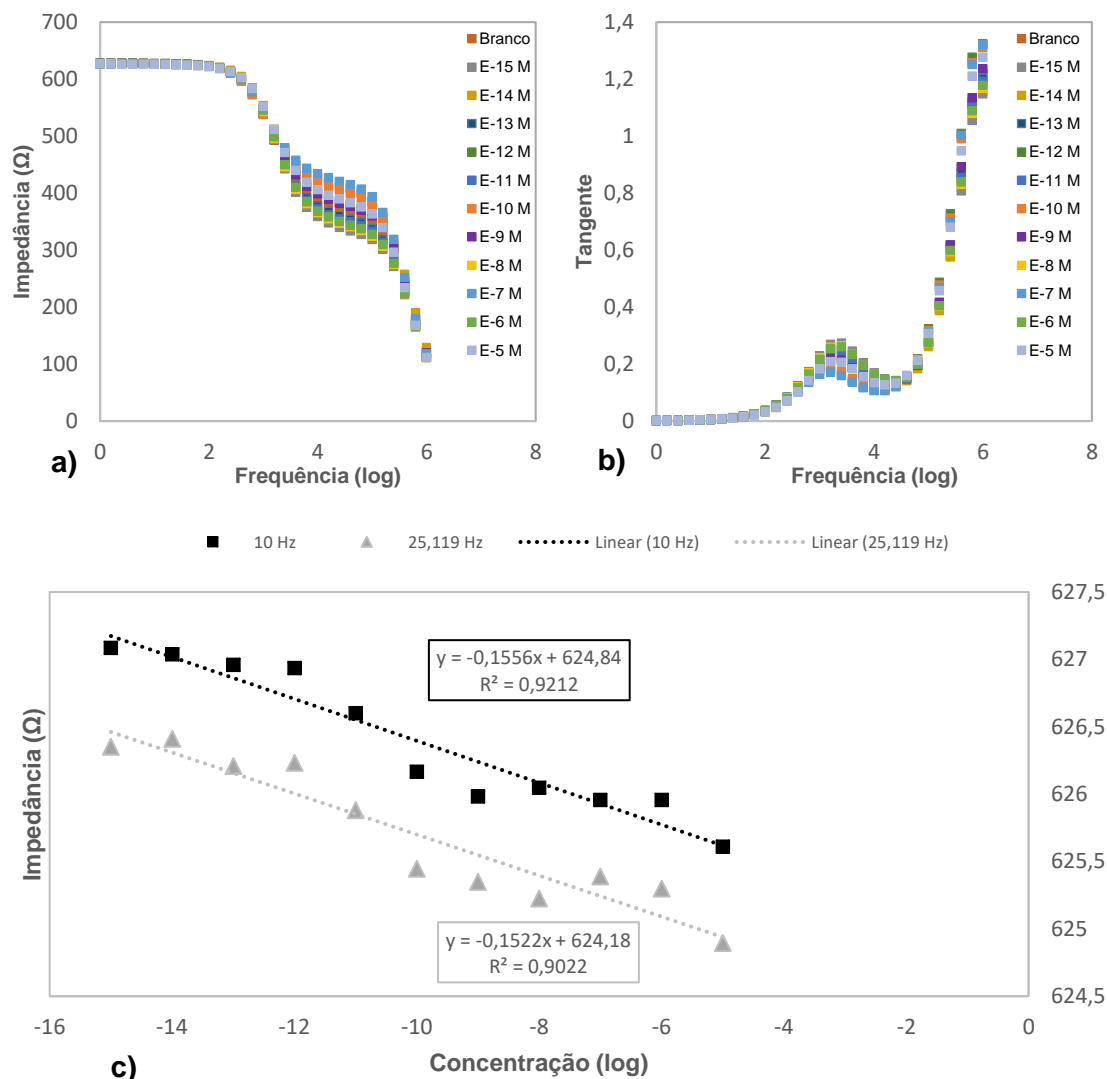 700
600
500
400
300
200
100
0
0 2 4 6 8
Impedância (Ω)
Frequência (log)
Branco
E-15 M
E-14 M
E-13 M
E-12 M
E-11 M
E-10 M
E-9 M
E-8 M
E-7 M
E-6 M
E-5 M
a)
1,4
1,2
1
0,8
0,6
0,4
0,2
0
0 2 4 6 8
Tangente
Frequência (log)
Branco
E-15 M
E-14 M
E-13 M
E-12 M
E-11 M
E-10 M
E-9 M
E-8 M
E-7 M
E-6 M
E-5 M
b)
10 Hz 25,119 Hz Linear (10 Hz) Linear (25,119 Hz)
627,5
627
626,5
626
625,5
625
624,5
Impedância (Ω)
y = -0,1556x + 624,84
R² = 0,9212
y = -0,1522x + 624,18
R² = 0,9022
-16 -14 -12 -10 -8 -6 -4 -2 0
Concentração (log)
c)